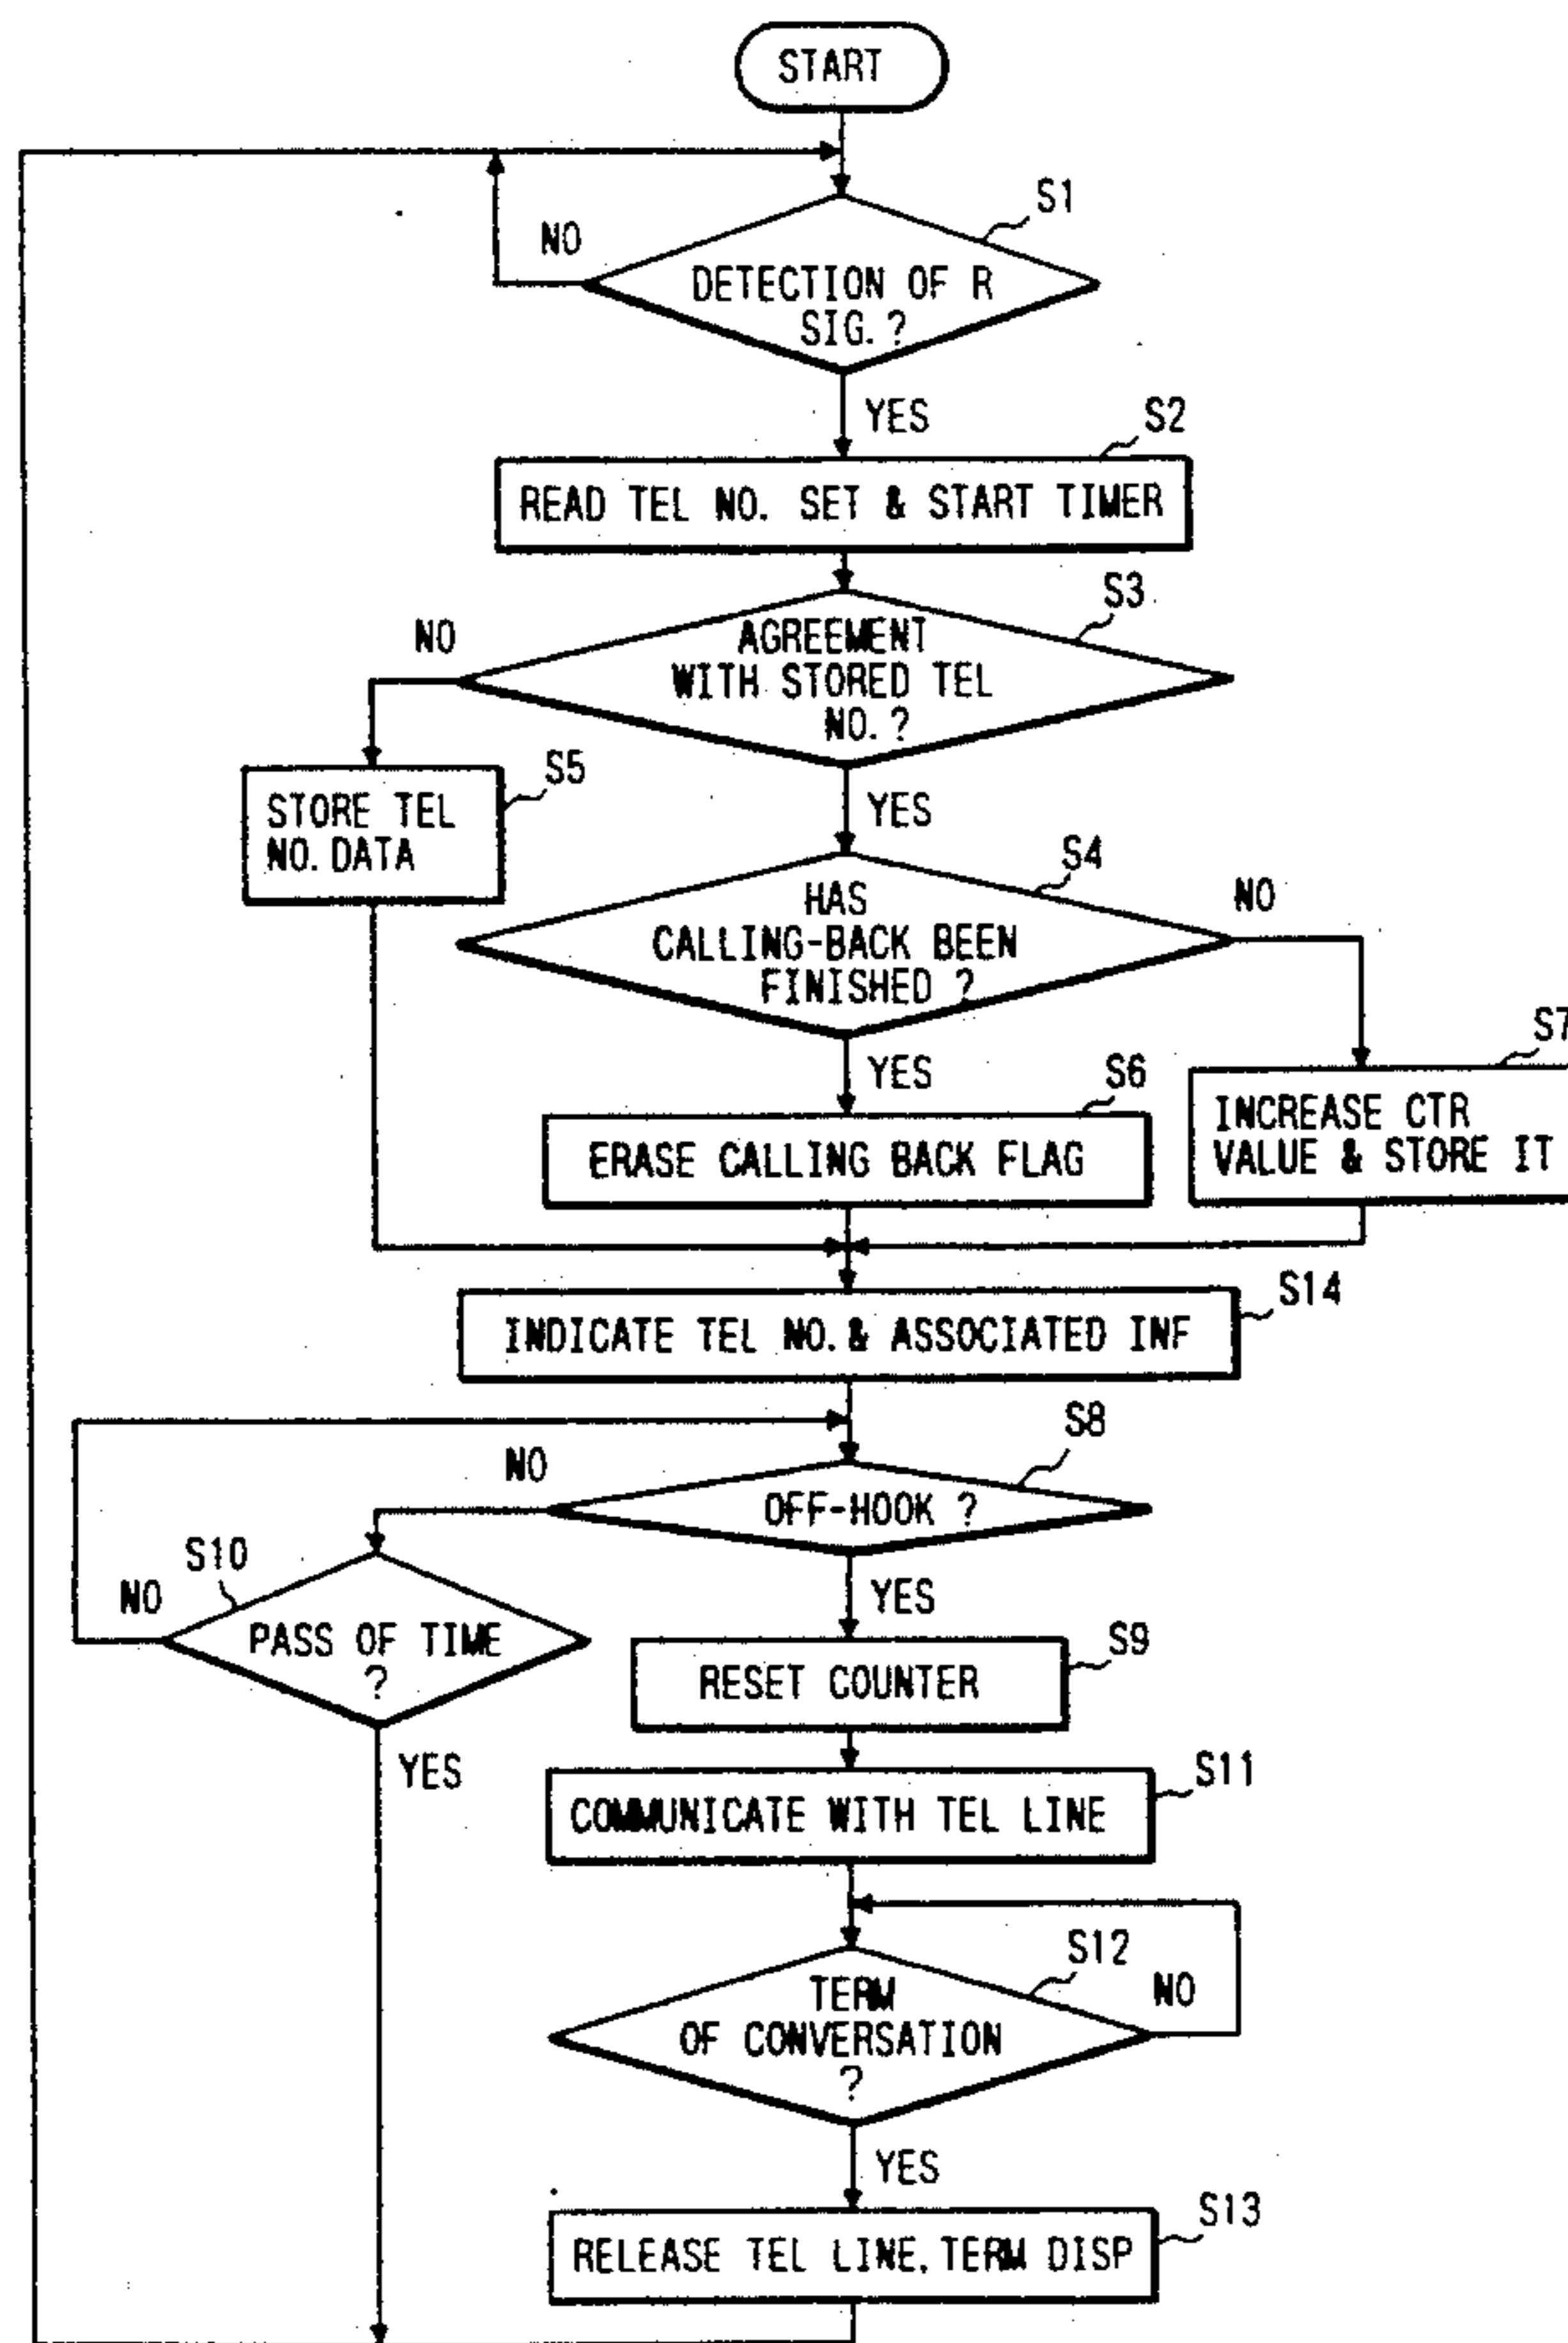 START
S1
NO
DETECTION OF R
SIG. ?
YES
S2
READ TEL NO. SET & START TIMER
S3
NO
AGREEMENT
WITH STORED TEL
NO. ?
S5
STORE TEL
NO. DATA
YES
S4
HAS
CALLING-BACK BEEN
FINISHED ?
NO
S7
YES
S6
INCREASE CTR
VALUE & STORE IT
ERASE CALLING BACK FLAG
S14
INDICATE TEL NO. & ASSOCIATED INF
S8
NO
OFF-HOOK ?
S10
NO
PASS OF TIME
?
YES
S9
RESET COUNTER
YES
S11
COMMUNICATE WITH TEL LINE
S12
TERM
OF CONVERSATION
?
NO
YES
S13
RELEASE TEL LINE, TERM DISP